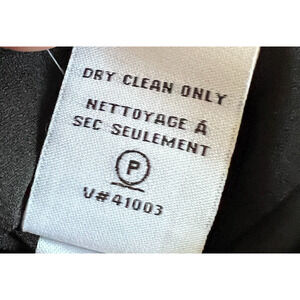 DRY CLEAN ONLY
NETTOYAGE À
SEC SEULEMENT
P
V#41003